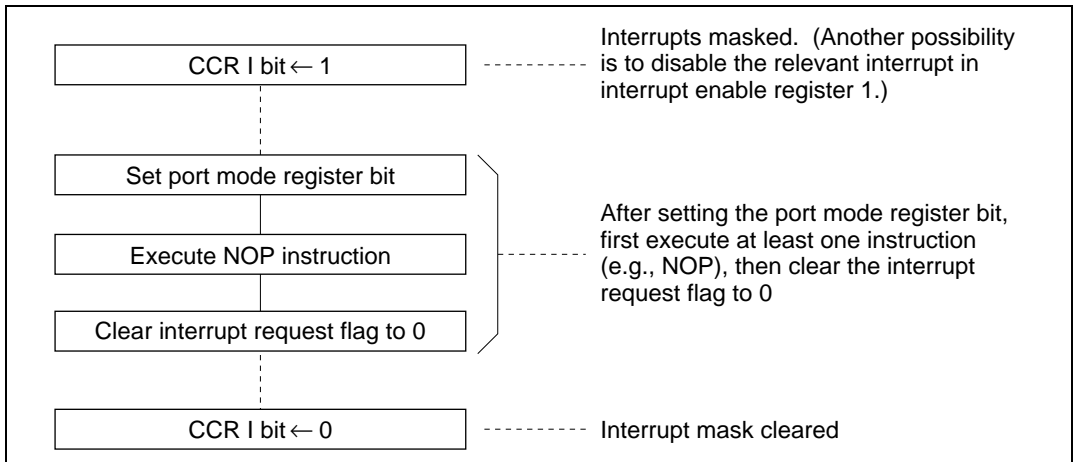 CCR I bit ← 1
Interrupts masked. (Another possibility
is to disable the relevant interrupt in
interrupt enable register 1.)
Set port mode register bit
Execute NOP instruction
Clear interrupt request flag to 0
After setting the port mode register bit,
first execute at least one instruction
(e.g., NOP), then clear the interrupt
request flag to 0
CCR I bit ← 0
Interrupt mask cleared